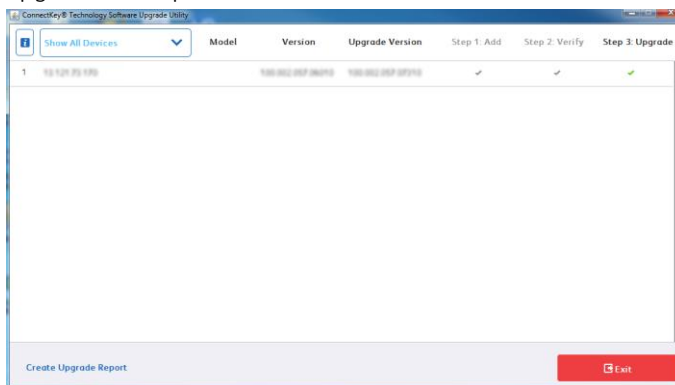 ConnectKey® Technology Software Upgrade Utility
i Show All Devices Model Version Upgrade Version Step 1: Add Step 2: Verify Step 3: Upgrade
1
Create Upgrade Report
Exit